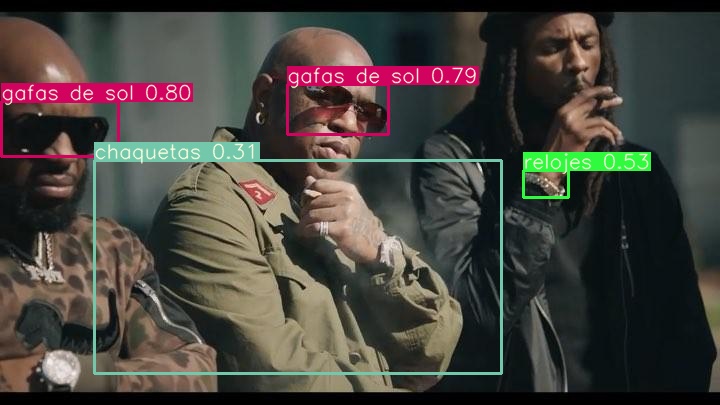 gafas de sol 0.80
gafas de sol 0.79
chaquetas 0.31
relojes 0.53